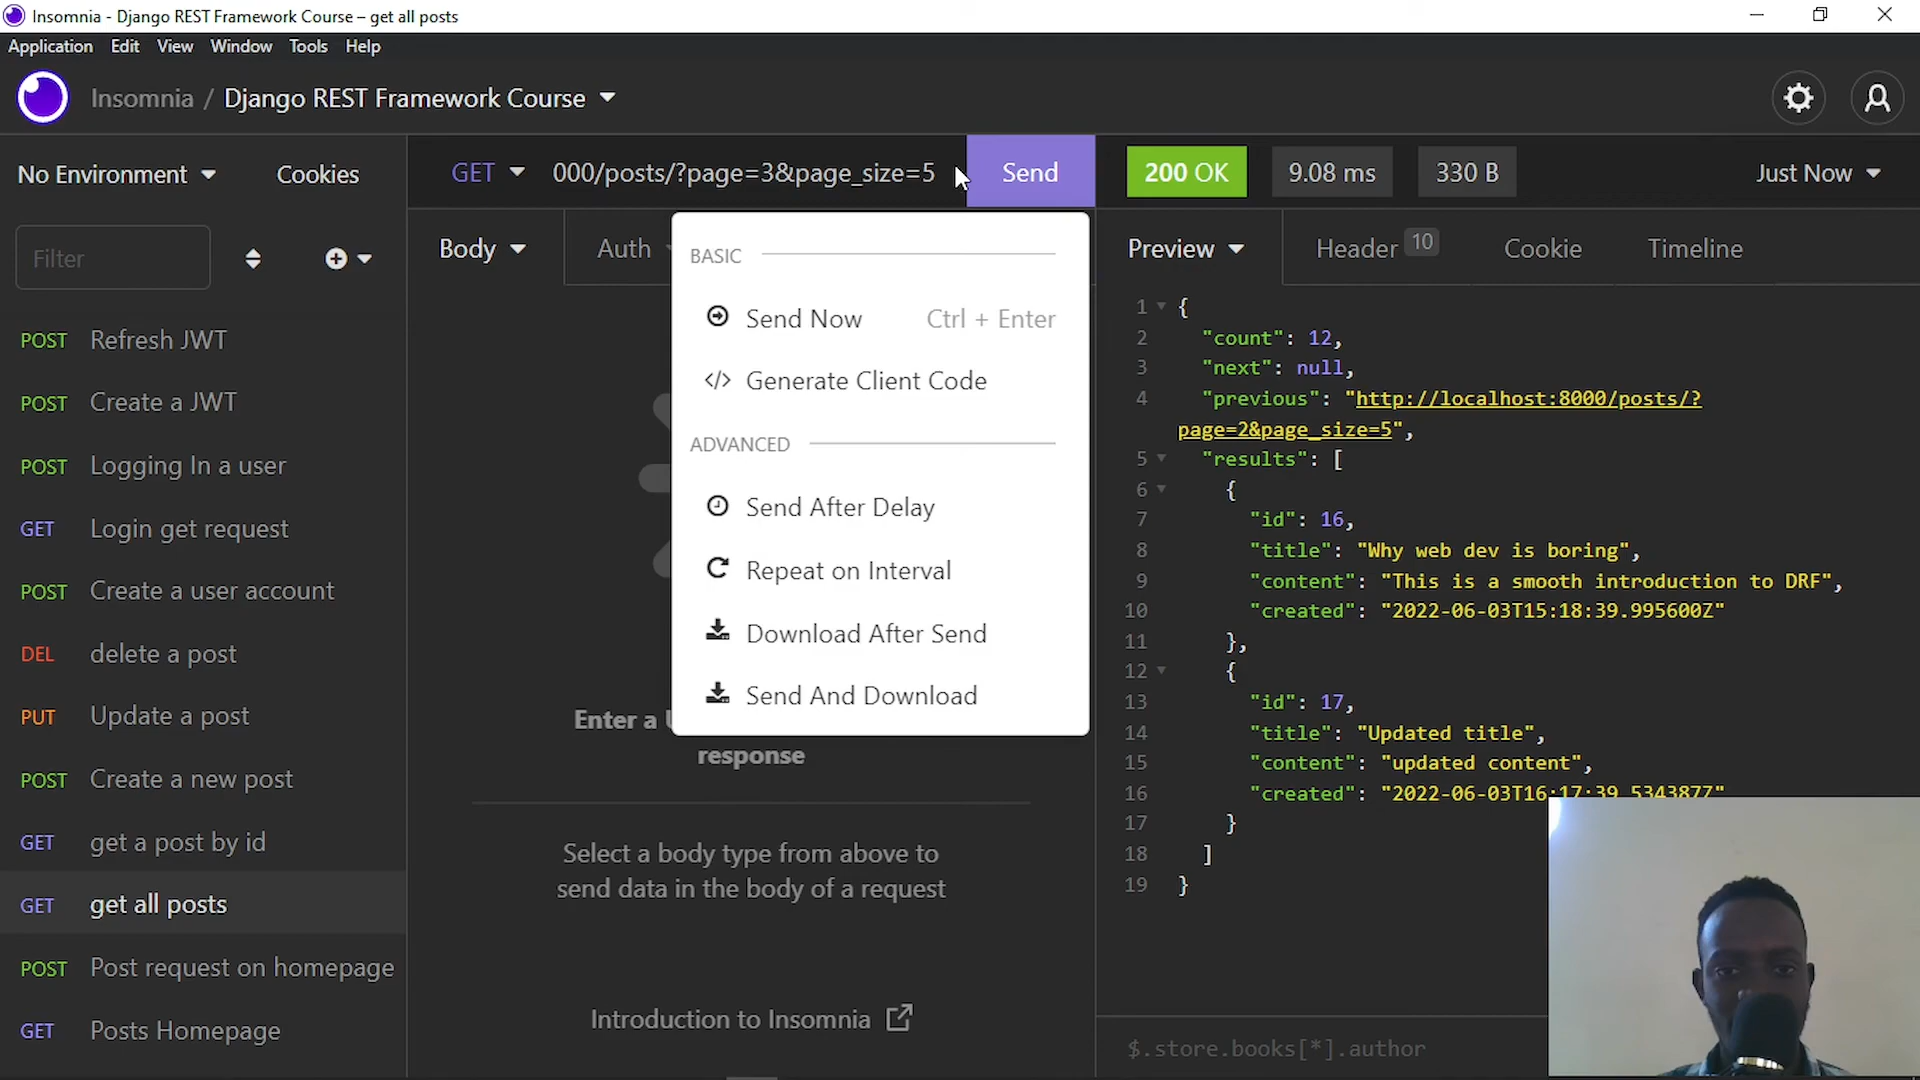 Insomnia - Django REST Framework Course – get all posts
Application Edit View Window Tools Help
Insomnia / Django REST Framework Course
No Environment Cookies
GET 000/posts/?page=3&page_size=5 Send
200 OK 9.08 ms 330 B Just Now
Filter
POST Refresh JWT
POST Create a JWT
POST Logging In a user
GET Login get request
POST Create a user account
DEL delete a post
PUT Update a post
POST Create a new post
GET get a post by id
GET get all posts
POST Post request on homepage
GET Posts Homepage
Body Auth
BASIC
Send Now Ctrl + Enter
Generate Client Code
ADVANCED
Send After Delay
Repeat on Interval
Download After Send
Send And Download
Enter a
response
Select a body type from above to
send data in the body of a request
Introduction to Insomnia
Preview Header 10 Cookie Timeline
1 {
2 "count": 12,
3 "next": null,
4 "previous": "http://localhost:8000/posts/?
page=2&page_size=5",
5 "results": [
6 {
7 "id": 16,
8 "title": "Why web dev is boring",
9 "content": "This is a smooth introduction to DRF",
10 "created": "2022-06-03T15:18:39.995600Z"
11 },
12 {
13 "id": 17,
14 "title": "Updated title",
15 "content": "updated content",
16 "created": "2022-06-03T16:17:39.534387Z"
17 }
18 ]
19 }
$.store.books[*].author